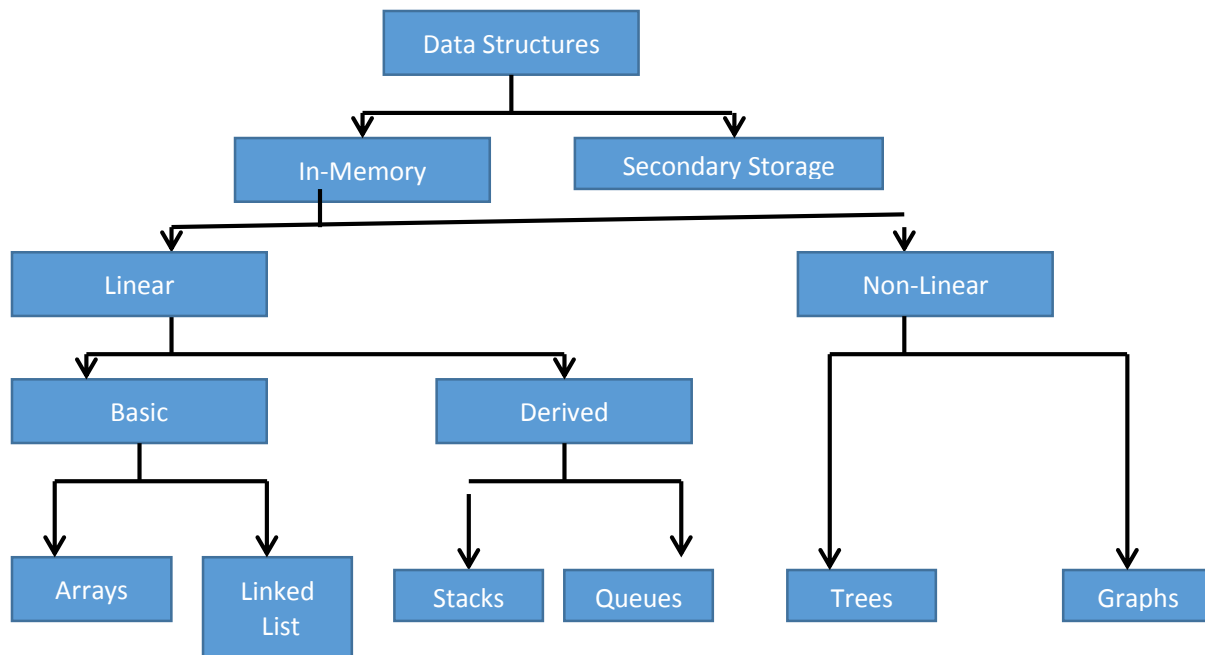 Data Structures
In-Memory
Secondary Storage
Linear
Non-Linear
Basic
Derived
Arrays
Linked
List
Stacks
Queues
Trees
Graphs